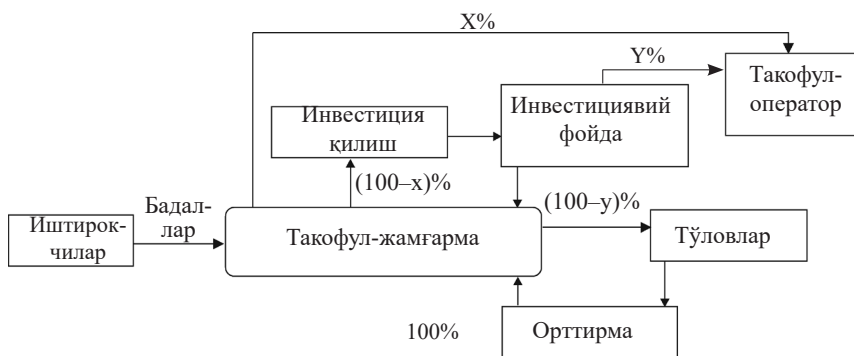 X%
Y%
Такофул-
оператор
Инвестициявий
фойда
Инвестиция
қилиш
(100–x)%
(100–y)%
Бадал-
лар
Иштирок-
чилар
Такофул-жамғарма
Тўловлар
100%
Орттирма